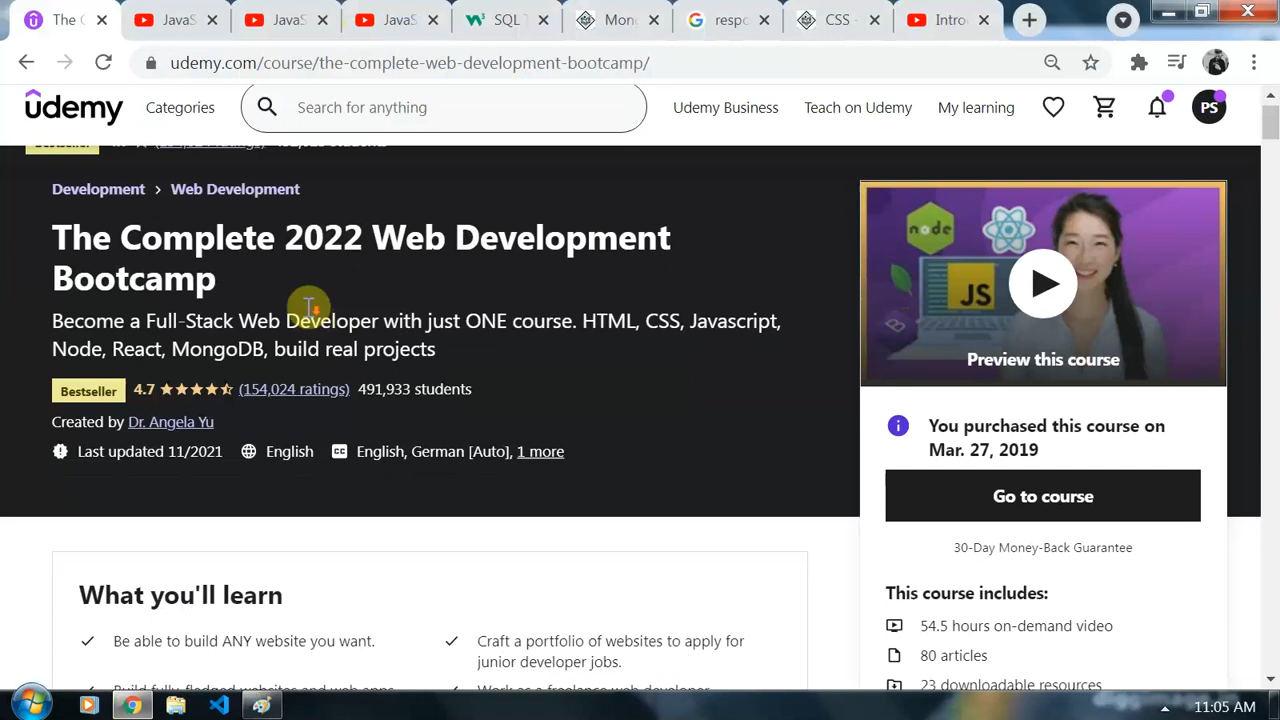 The C
JavaS
JavaS
JavaS
SQL T
Mon
respo
CSS -
Intro
udemy.com/course/the-complete-web-development-bootcamp/
udemy
Categories
Search for anything
Udemy Business
Teach on Udemy
My learning
PS
Development > Web Development
The Complete 2022 Web Development
Bootcamp
Become a Full-Stack Web Developer with just ONE course. HTML, CSS, Javascript,
Node, React, MongoDB, build real projects
Bestseller 4.7 (154,024 ratings) 491,933 students
Created by Dr. Angela Yu
Last updated 11/2021 English English, German [Auto], 1 more
JS
Preview this course
You purchased this course on
Mar. 27, 2019
Go to course
30-Day Money-Back Guarantee
This course includes:
54.5 hours on-demand video
80 articles
23 downloadable resources
What you'll learn
Be able to build ANY website you want.
Craft a portfolio of websites to apply for
junior developer jobs.
11:05 AM